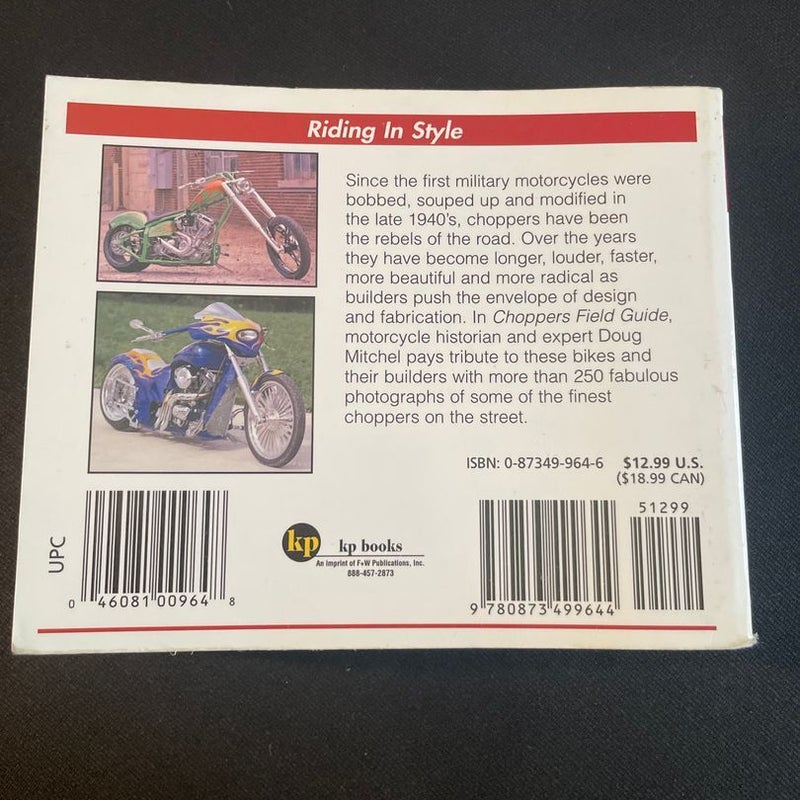 Riding In Style
Since the first military motorcycles were
bobbed, souped up and modified in
the late 1940's, choppers have been
the rebels of the road. Over the years
they have become longer, louder, faster,
more beautiful and more radical as
builders push the envelope of design
and fabrication. In Choppers Field Guide,
motorcycle historian and expert Doug
Mitchel pays tribute to these bikes and
their builders with more than 250 fabulous
photographs of some of the finest
choppers on the street.
ISBN: 0-87349-964-6 $12.99 U.S.
($18.99 CAN)
UPC
0 46081 00964 8
kp kp books
An imprint of F+W Publications, Inc.
888-457-2873
51299
9 780873 499644